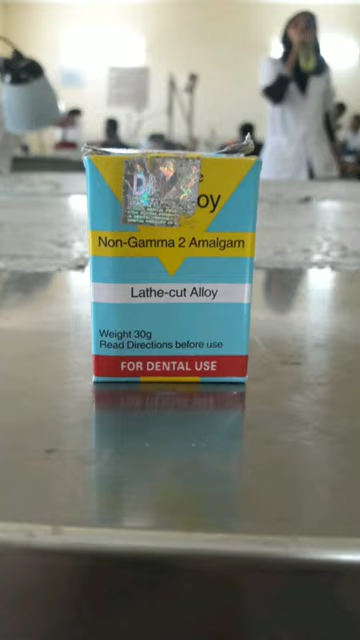 oy
Non-Gamma 2 Amalgam
Lathe-cut Alloy
Weight 30g
Read Directions before use
FOR DENTAL USE